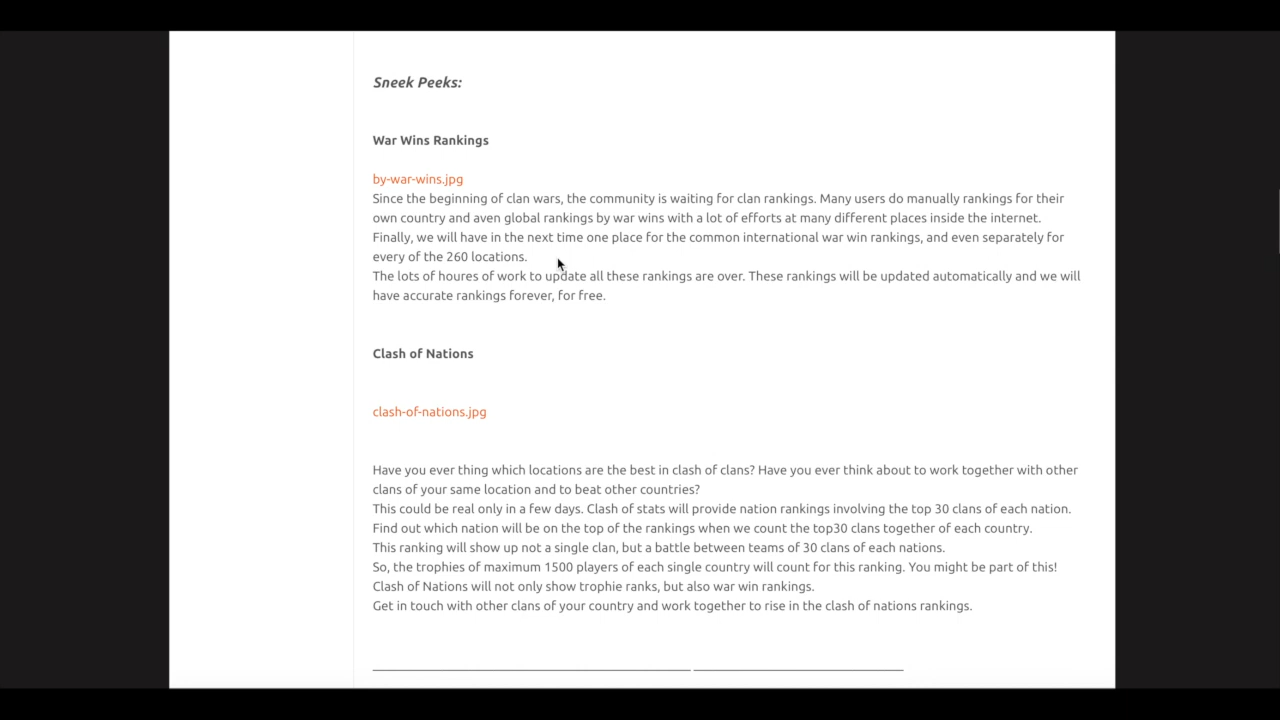 Sneek Peeks:
War Wins Rankings
by-war-wins.jpg
Since the beginning of clan wars, the community is waiting for clan rankings. Many users do manually rankings for their
own country and aven global rankings by war wins with a lot of efforts at many different places inside the internet.
Finally, we will have in the next time one place for the common international war win rankings, and even separately for
every of the 260 locations.
The lots of houres of work to update all these rankings are over. These rankings will be updated automatically and we will
have accurate rankings forever, for free.
Clash of Nations
clash-of-nations.jpg
Have you ever thing which locations are the best in clash of clans? Have you ever think about to work together with other
clans of your same location and to beat other countries?
This could be real only in a few days. Clash of stats will provide nation rankings involving the top 30 clans of each nation.
Find out which nation will be on the top of the rankings when we count the top30 clans together of each country.
This ranking will show up not a single clan, but a battle between teams of 30 clans of each nations.
So, the trophies of maximum 1500 players of each single country will count for this ranking. You might be part of this!
Clash of Nations will not only show trophie ranks, but also war win rankings.
Get in touch with other clans of your country and work together to rise in the clash of nations rankings.